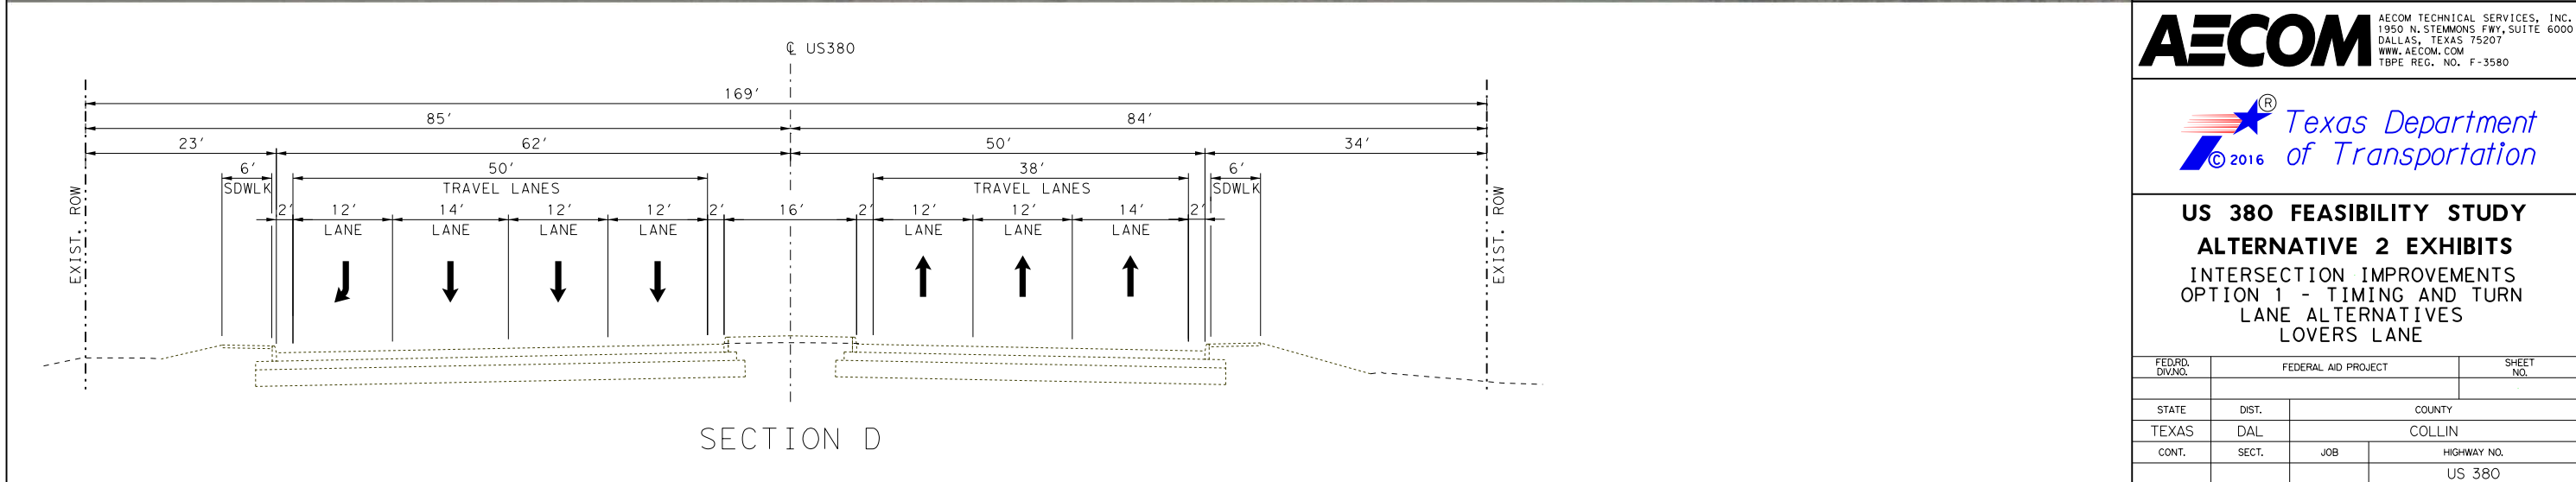 ℄ US380
169'
85' 84'
23' 62' 50' 34'
6' 50' 38' 6'
SDWLK TRAVEL LANES TRAVEL LANES SDWLK
2' 12' 14' 12' 12' 2' 16' 2' 12' 12' 14' 2'
LANE LANE LANE LANE LANE LANE LANE
EXIST. ROW
EXIST. ROW
SECTION D
AECOM
AECOM TECHNICAL SERVICES, INC.
1950 N. STEMMONS FWY, SUITE 6000
DALLAS, TEXAS 75207
WWW.AECOM.COM
TBPE REG. NO. F-3580
®
Texas Department
© 2016 of Transportation
US 380 FEASIBILITY STUDY
ALTERNATIVE 2 EXHIBITS
INTERSECTION IMPROVEMENTS
OPTION 1 - TIMING AND TURN
LANE ALTERNATIVES
LOVERS LANE
FED.RD.
DIV.NO.
FEDERAL AID PROJECT
SHEET
NO.
STATE DIST. COUNTY
TEXAS DAL COLLIN
CONT. SECT. JOB HIGHWAY NO.
US 380